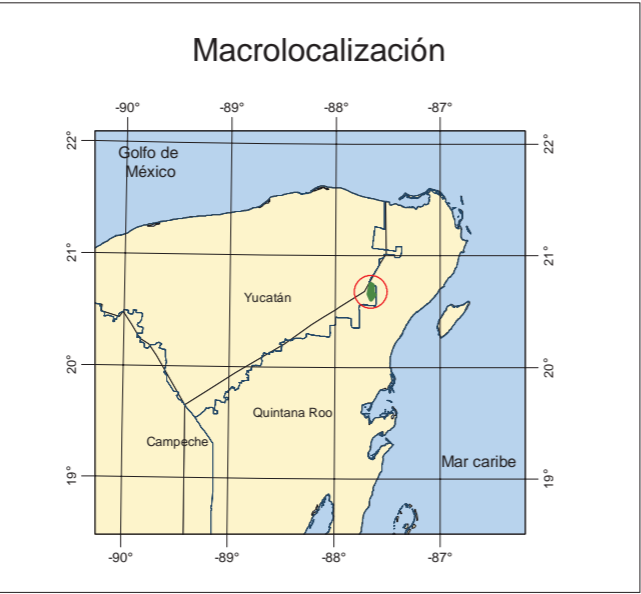 Macrolocalización
-90° -89° -88° -87°
22° 22°
Golfo de
México
21° 21°
Yucatán
20° 20°
Quintana Roo
Campeche
Mar caribe
19° 19°
-90° -89° -88° -87°